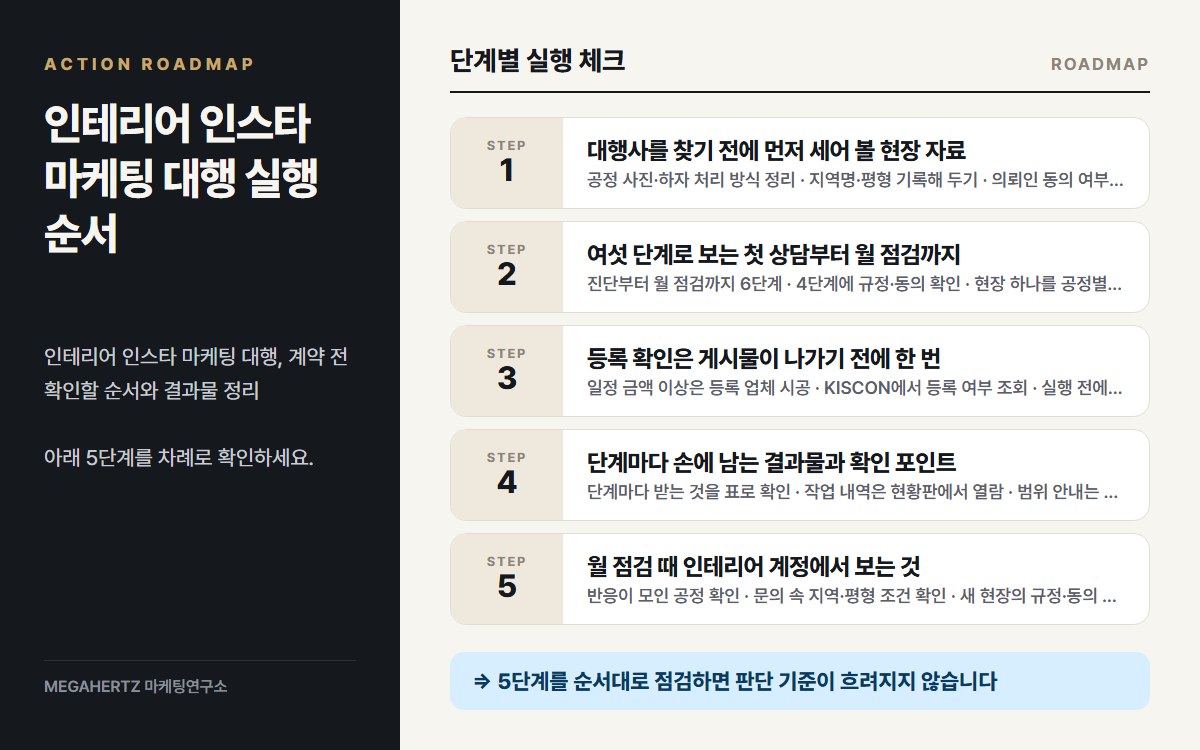 ACTION ROADMAP
인테리어 인스타
마케팅 대행 실행
순서
인테리어 인스타 마케팅 대행, 계약 전
확인할 순서와 결과물 정리
아래 5단계를 차례로 확인하세요.
MEGAHERTZ 마케팅연구소
단계별 실행 체크
ROADMAP
STEP
1
대행사를 찾기 전에 먼저 세어 볼 현장 자료
공정 사진·하자 처리 방식 정리 · 지역명·평형 기록해 두기 · 의뢰인 동의 여부...
STEP
2
여섯 단계로 보는 첫 상담부터 월 점검까지
진단부터 월 점검까지 6단계 · 4단계에 규정·동의 확인 · 현장 하나를 공정별...
STEP
3
등록 확인은 게시물이 나가기 전에 한 번
일정 금액 이상은 등록 업체 시공 · KISCON에서 등록 여부 조회 · 실행 전에...
STEP
4
단계마다 손에 남는 결과물과 확인 포인트
단계마다 받는 것을 표로 확인 · 작업 내역은 현황판에서 열람 · 범위 안내는 ...
STEP
5
월 점검 때 인테리어 계정에서 보는 것
반응이 모인 공정 확인 · 문의 속 지역·평형 조건 확인 · 새 현장의 규정·동의 ...
→ 5단계를 순서대로 점검하면 판단 기준이 흐려지지 않습니다